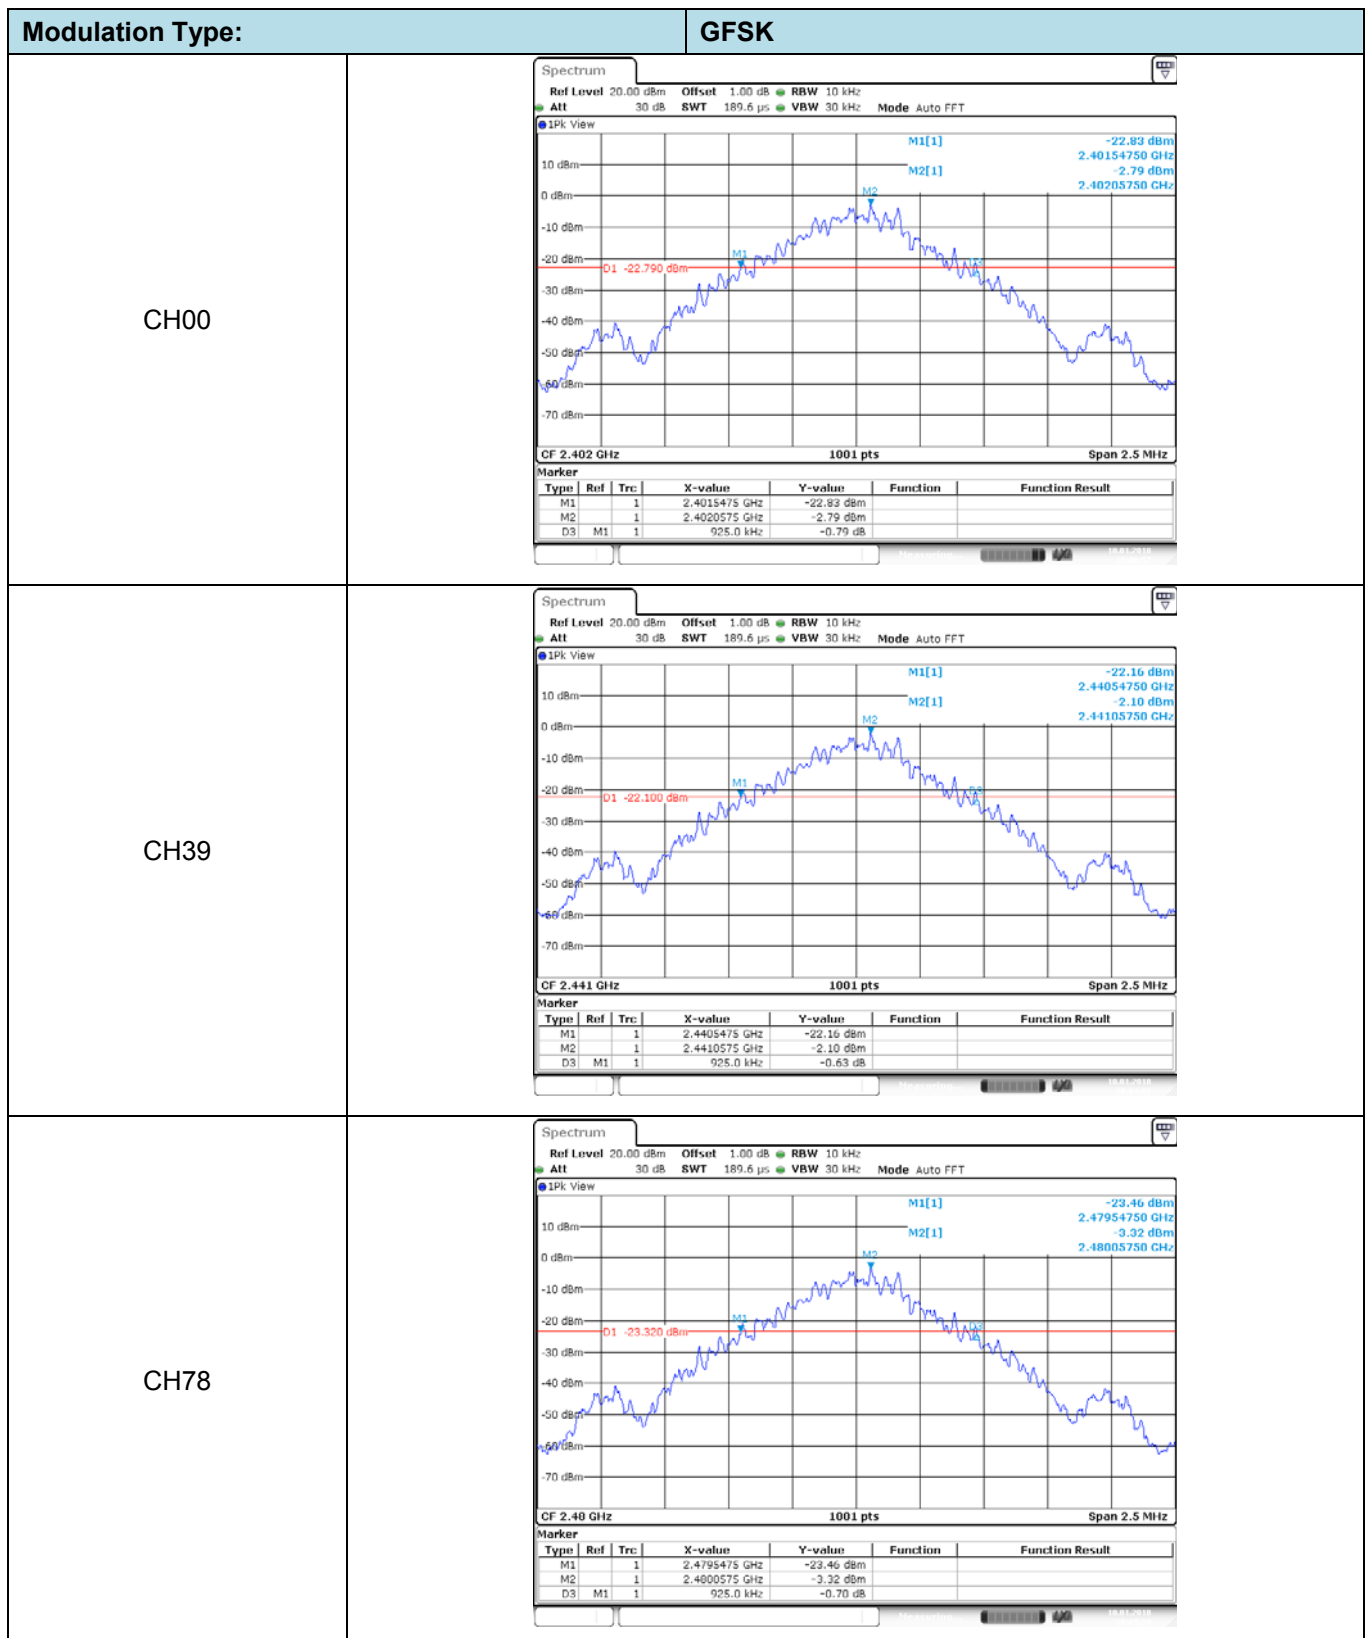 Modulation Type: GFSK
CH00
Spectrum
Ref Level 20.00 dBm Offset 1.00 dB RBW 10 kHz
Att 30 dB SWT 189.6 µs VBW 30 kHz Mode Auto FFT
1Pk View
M1[1] -22.83 dBm
2.40154750 GHz
10 dBm
M2[1] -2.79 dBm
2.40205750 GHz
0 dBm
M2
-10 dBm
M1
-20 dBm
D1 -22.790 dBm
-30 dBm
-40 dBm
-50 dBm
-60 dBm
-70 dBm
CF 2.402 GHz 1001 pts Span 2.5 MHz
Marker
Type Ref Trc X-value Y-value Function Function Result
M1 1 2.4015475 GHz -22.83 dBm
M2 1 2.4020575 GHz -2.79 dBm
D3 M1 1 925.0 kHz -0.79 dB
CH39
Spectrum
Ref Level 20.00 dBm Offset 1.00 dB RBW 10 kHz
Att 30 dB SWT 189.6 µs VBW 30 kHz Mode Auto FFT
1Pk View
M1[1] -22.16 dBm
2.44054750 GHz
10 dBm
M2[1] -2.10 dBm
2.44105750 GHz
0 dBm
M2
-10 dBm
M1
-20 dBm
D3
D1 -22.100 dBm
-30 dBm
-40 dBm
-50 dBm
-60 dBm
-70 dBm
CF 2.441 GHz 1001 pts Span 2.5 MHz
Marker
Type Ref Trc X-value Y-value Function Function Result
M1 1 2.4405475 GHz -22.16 dBm
M2 1 2.4410575 GHz -2.10 dBm
D3 M1 1 925.0 kHz -0.63 dB
CH78
Spectrum
Ref Level 20.00 dBm Offset 1.00 dB RBW 10 kHz
Att 30 dB SWT 189.6 µs VBW 30 kHz Mode Auto FFT
1Pk View
M1[1] -23.46 dBm
2.47954750 GHz
10 dBm
M2[1] -3.32 dBm
2.48005750 GHz
0 dBm
M2
-10 dBm
M1
-20 dBm
D3
D1 -23.320 dBm
-30 dBm
-40 dBm
-50 dBm
-60 dBm
-70 dBm
CF 2.48 GHz 1001 pts Span 2.5 MHz
Marker
Type Ref Trc X-value Y-value Function Function Result
M1 1 2.4795475 GHz -23.46 dBm
M2 1 2.4800575 GHz -3.32 dBm
D3 M1 1 925.0 kHz -0.70 dB